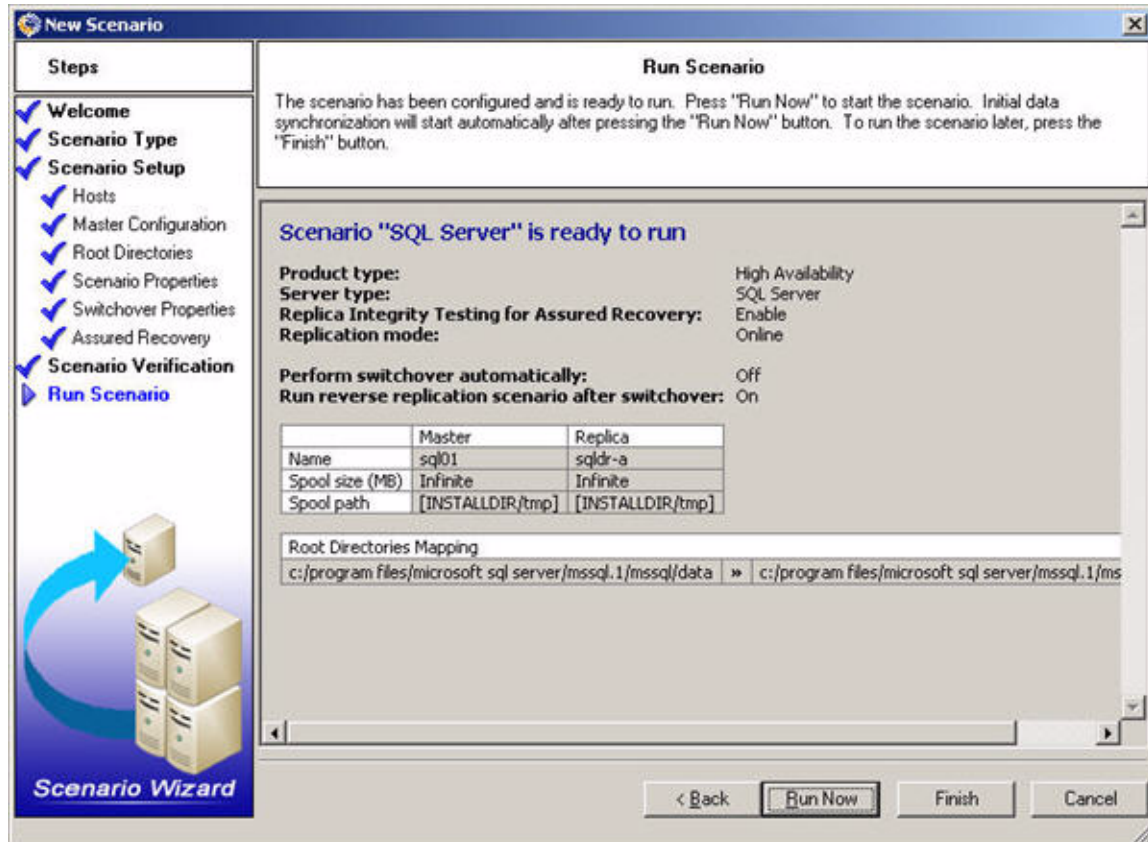 New Scenario
Steps
Welcome
Scenario Type
Scenario Setup
Hosts
Master Configuration
Root Directories
Scenario Properties
Switchover Properties
Assured Recovery
Scenario Verification
Run Scenario
Scenario Wizard
Run Scenario
The scenario has been configured and is ready to run. Press "Run Now" to start the scenario. Initial data
synchronization will start automatically after pressing the "Run Now" button. To run the scenario later, press the
"Finish" button.
Scenario "SQL Server" is ready to run
Product type: High Availability
Server type: SQL Server
Replica Integrity Testing for Assured Recovery: Enable
Replication mode: Online
Perform switchover automatically: Off
Run reverse replication scenario after switchover: On
Master Replica
Name sql01 sqldr-a
Spool size (MB) Infinite Infinite
Spool path [INSTALLDIR/tmp] [INSTALLDIR/tmp]
Root Directories Mapping
c:/program files/microsoft sql server/mssql.1/mssql/data » c:/program files/microsoft sql server/mssql.1/ms
< Back Run Now Finish Cancel